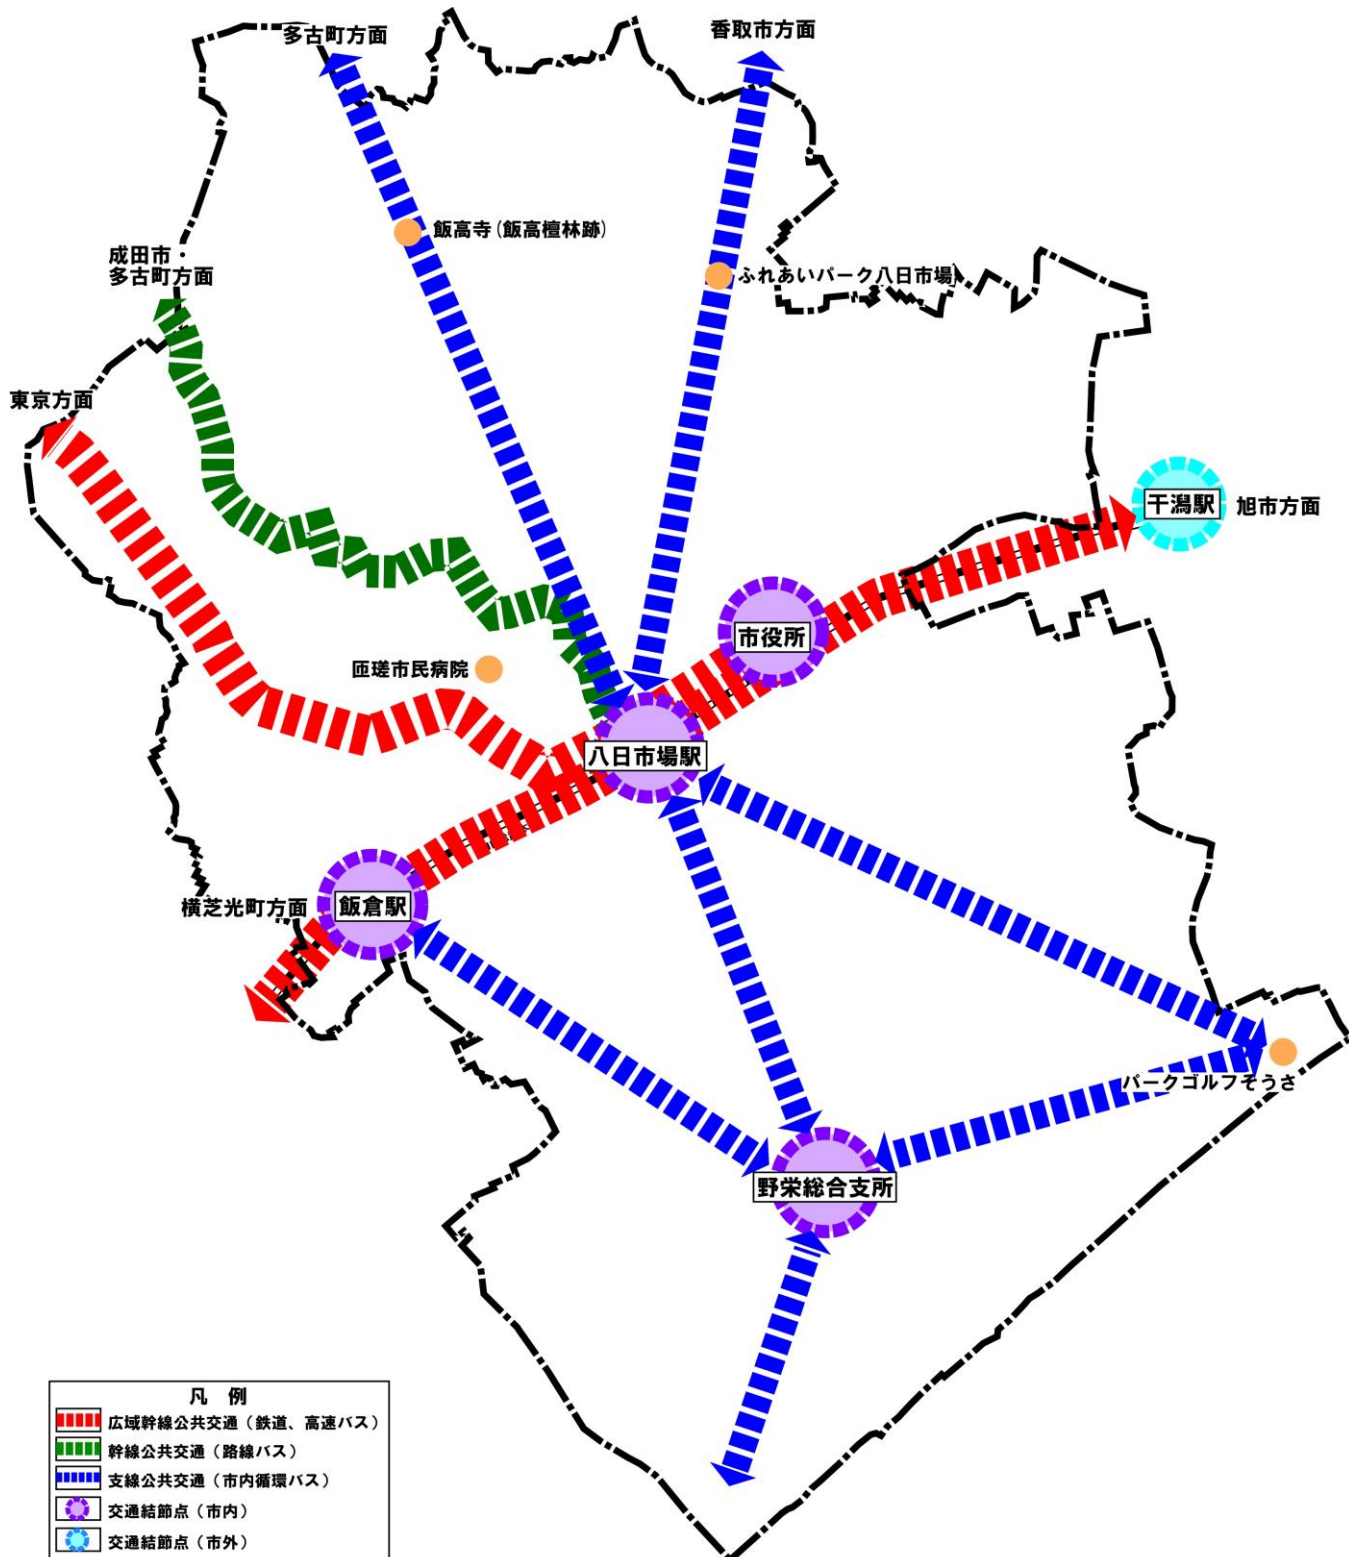 多古町方面
香取市方面
飯高寺(飯高檀林跡)
成田市・
多古町方面
ふれあいパーク八日市場
東京方面
干潟駅
旭市方面
市役所
匝瑳市民病院
八日市場駅
飯倉駅
横芝光町方面
パークゴルフそうさ
野栄総合支所
凡 例
広域幹線公共交通(鉄道、高速バス)
幹線公共交通(路線バス)
支線公共交通(市内循環バス)
交通結節点(市内)
交通結節点(市外)